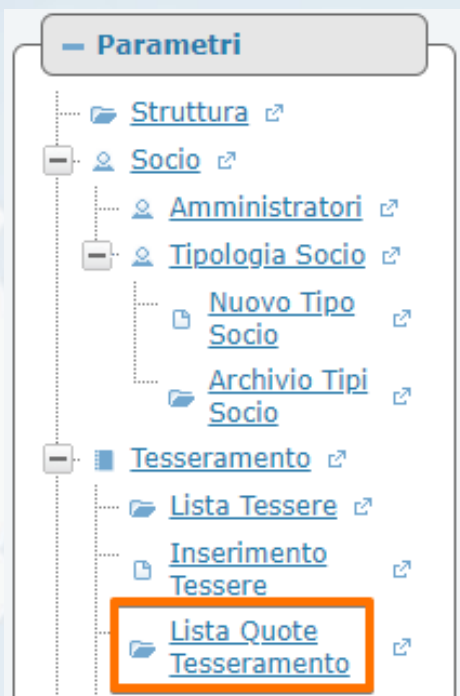 Parametri
Struttura
Socio
Amministratori
Tipologia Socio
Nuovo Tipo
Socio
Archivio Tipi
Socio
Tesseramento
Lista Tessere
Inserimento
Tessere
Lista Quote
Tesseramento